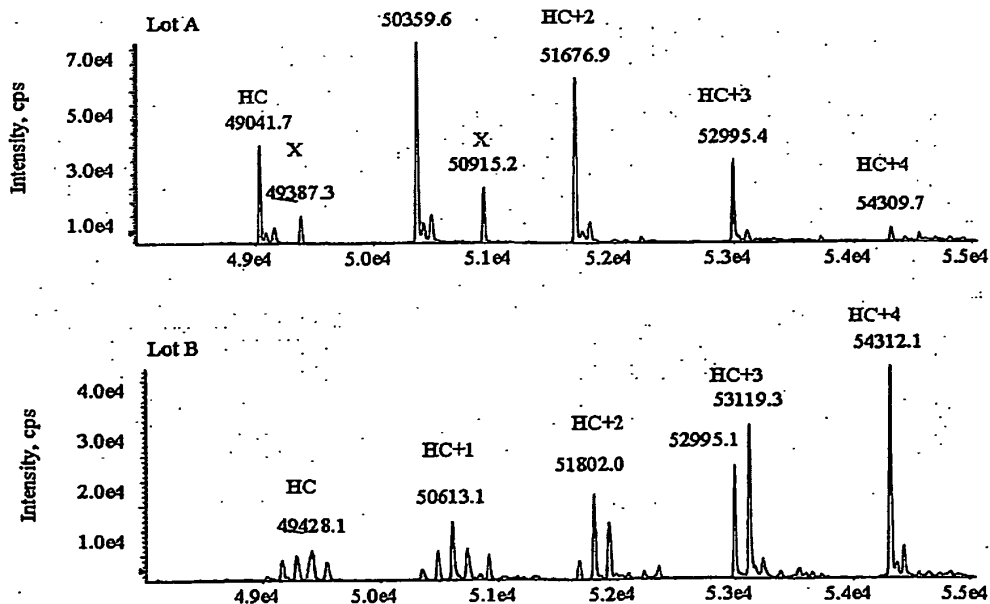 Lot A
Intensity, cps
7.0e4
5.0e4
3.0e4
1.0e4
HC
49041.7
X
49387.3
50359.6
X
50915.2
HC+2
51676.9
HC+3
52995.4
HC+4
54309.7
4.9e4 5.0e4 5.1e4 5.2e4 5.3e4 5.4e4 5.5e4
Lot B
Intensity, cps
4.0e4
3.0e4
2.0e4
1.0e4
HC
49428.1
HC+1
50613.1
HC+2
51802.0
HC+3
53119.3
52995.1
HC+4
54312.1
4.9e4 5.0e4 5.1e4 5.2e4 5.3e4 5.4e4 5.5e4